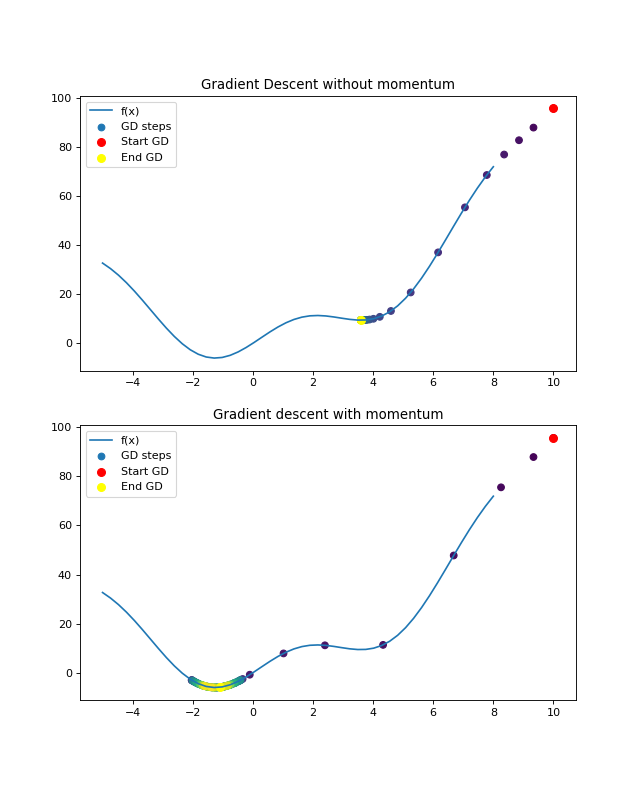 Gradient Descent without momentum
100
80
60
40
20
0
f(x)
GD steps
Start GD
End GD
−4 −2 0 2 4 6 8 10
Gradient descent with momentum
100
80
60
40
20
0
f(x)
GD steps
Start GD
End GD
−4 −2 0 2 4 6 8 10